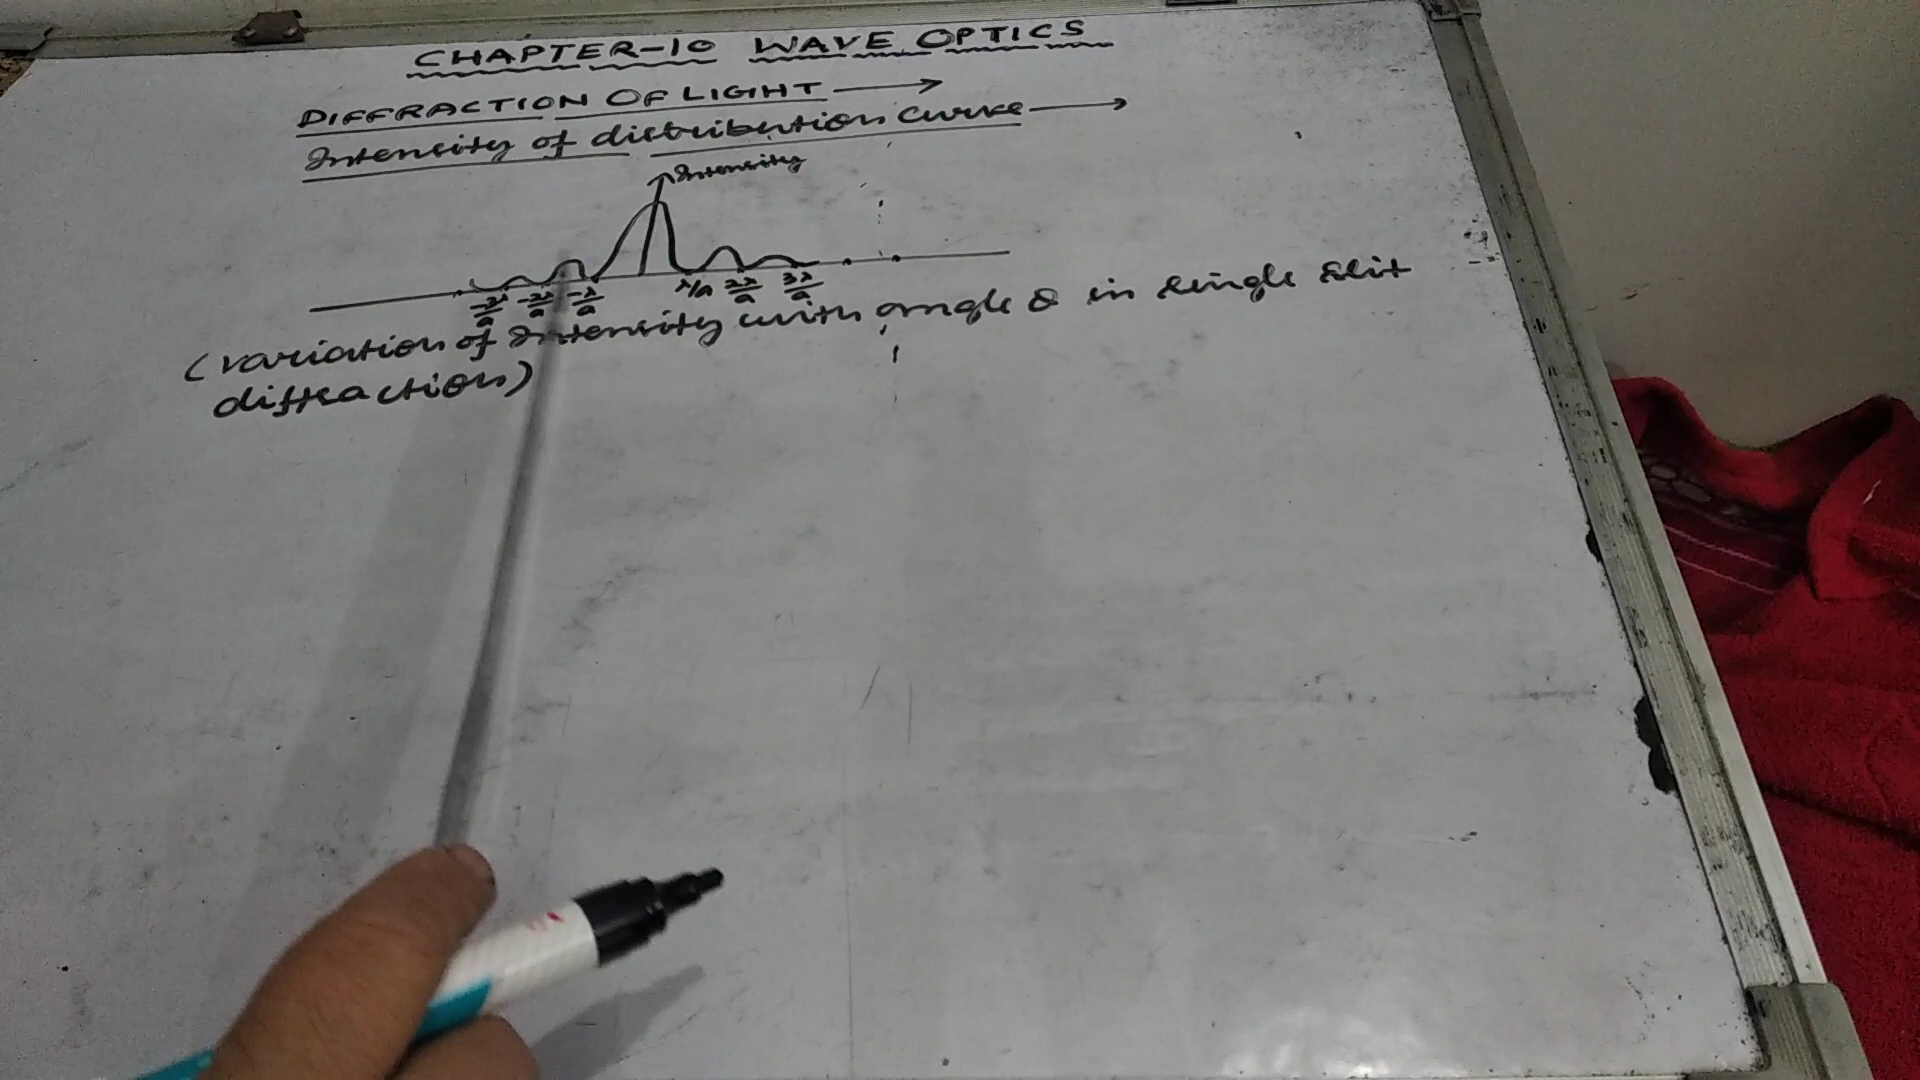 CHAPTER-10 WAVE OPTICS
DIFFRACTION OF LIGHT
Intensity of distribution curve
Intensity
-3λ/a -2λ/a -λ/a λ/a 2λ/a 3λ/a
(variation of Intensity with angle θ in single slit
diffraction)